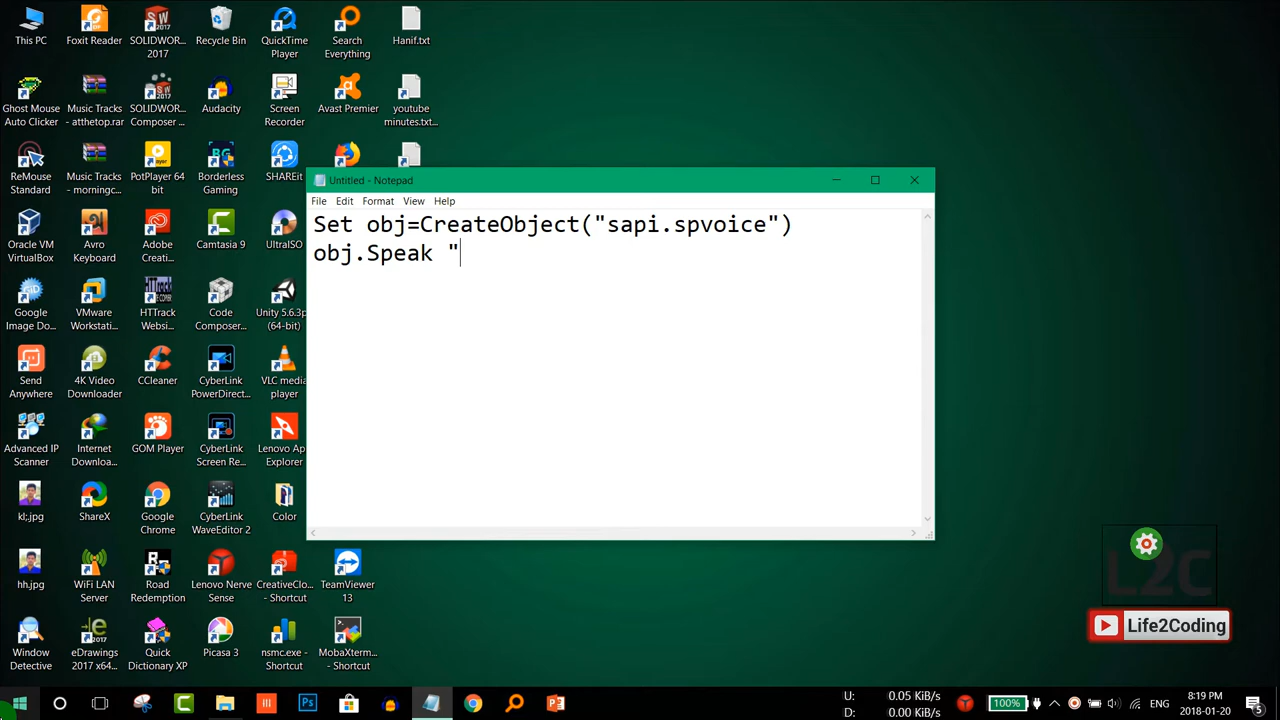 This PC
Foxit Reader
SOLIDWOR...
2017
Recycle Bin
QuickTime
Player
Search
Everything
Hanif.txt
Ghost Mouse
Auto Clicker
Music Tracks
- atthetop.rar
SOLIDWOR...
Composer ...
Audacity
Screen
Recorder
Avast Premier
youtube
minutes.txt...
ReMouse
Standard
Music Tracks
- morningc...
PotPlayer 64
bit
Borderless
Gaming
SHAREit
Untitled - Notepad
File Edit Format View Help
Set obj=CreateObject("sapi.spvoice")
obj.Speak "
Oracle VM
VirtualBox
Avro
Keyboard
Adobe
Creati...
Camtasia 9
UltraISO
Google
Image Do...
VMware
Workstati...
HTTrack
Websi...
Code
Composer...
Unity 5.6.3p
(64-bit)
Send
Anywhere
4K Video
Downloader
CCleaner
CyberLink
PowerDirect...
VLC media
player
Advanced IP
Scanner
Internet
Downloa...
GOM Player
CyberLink
Screen Re...
Lenovo Ap
Explorer
kl;.jpg
ShareX
Google
Chrome
CyberLink
WaveEditor 2
Color
hh.jpg
WiFi LAN
Server
Road
Redemption
Lenovo Nerve
Sense
CreativeClo...
- Shortcut
TeamViewer
13
Window
Detective
eDrawings
2017 x64...
Quick
Dictionary XP
Picasa 3
nsmc.exe -
Shortcut
MobaXterm...
- Shortcut
L2C
Life2Coding
U: 0.05 KiB/s
D: 0.00 KiB/s
100%
ENG
8:19 PM
2018-01-20
5